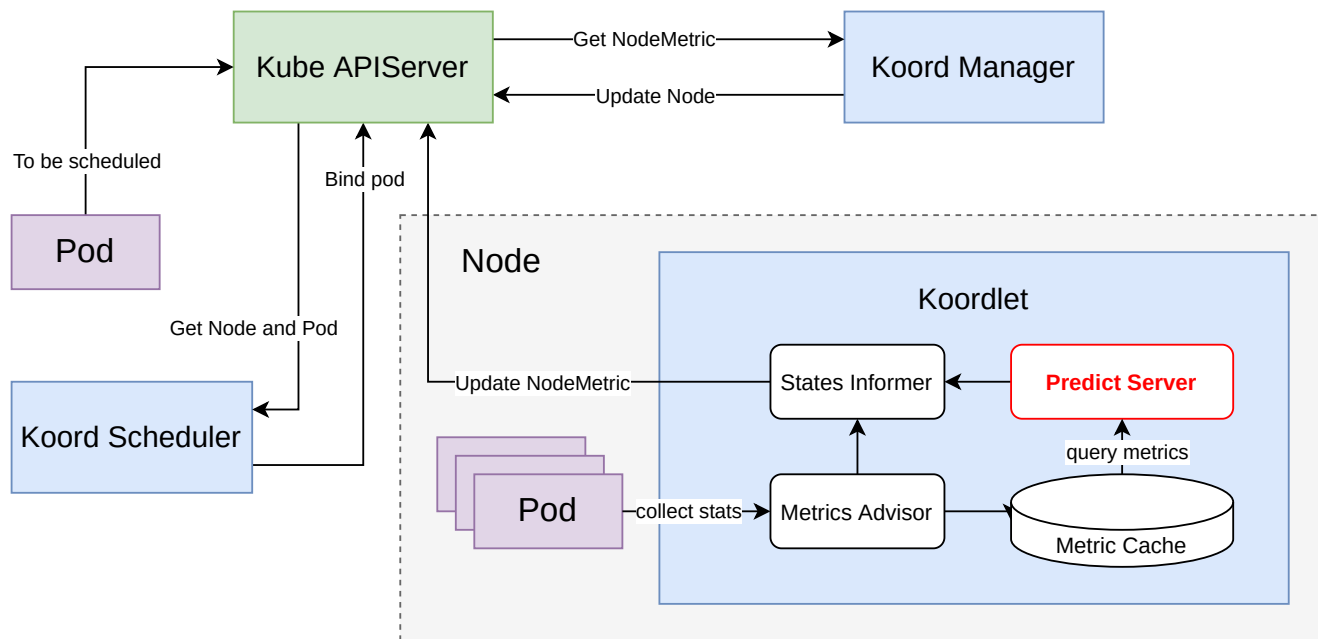 Kube APIServer
Get NodeMetric
Koord Manager
Update Node
To be scheduled
Bind pod
Pod
Node
Koordlet
Get Node and Pod
Update NodeMetric
States Informer
Predict Server
Koord Scheduler
query metrics
Pod
collect stats
Metrics Advisor
Metric Cache